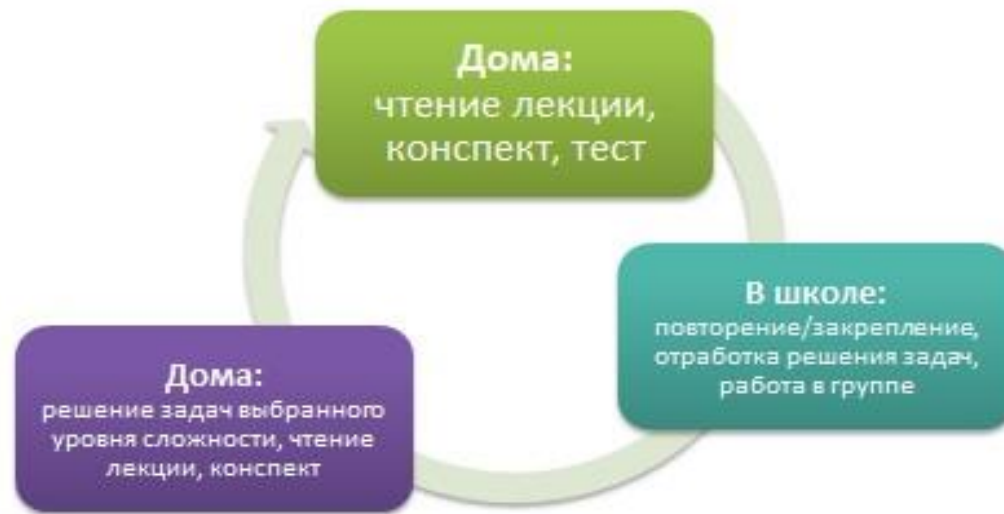 Дома:
чтение лекции,
конспект, тест
В школе:
повторение/закрепление,
отработка решения задач,
работа в группе
Дома:
решение задач выбранного
уровня сложности, чтение
лекции, конспект